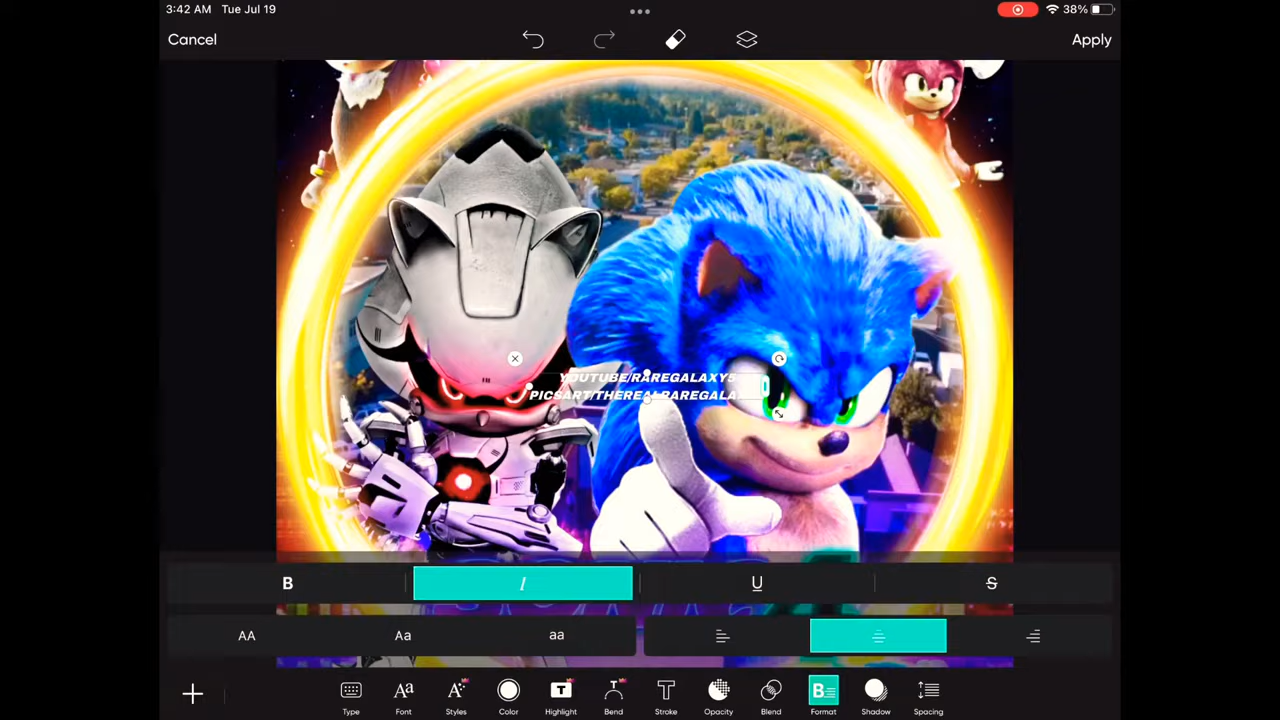 3:42 AM Tue Jul 19
38%
Cancel
Apply
YOUTUBE/RAREGALAXY5
B I U S
AA Aa aa
Type Font Styles Color Highlight Bend Stroke Opacity Blend Format Shadow Spacing